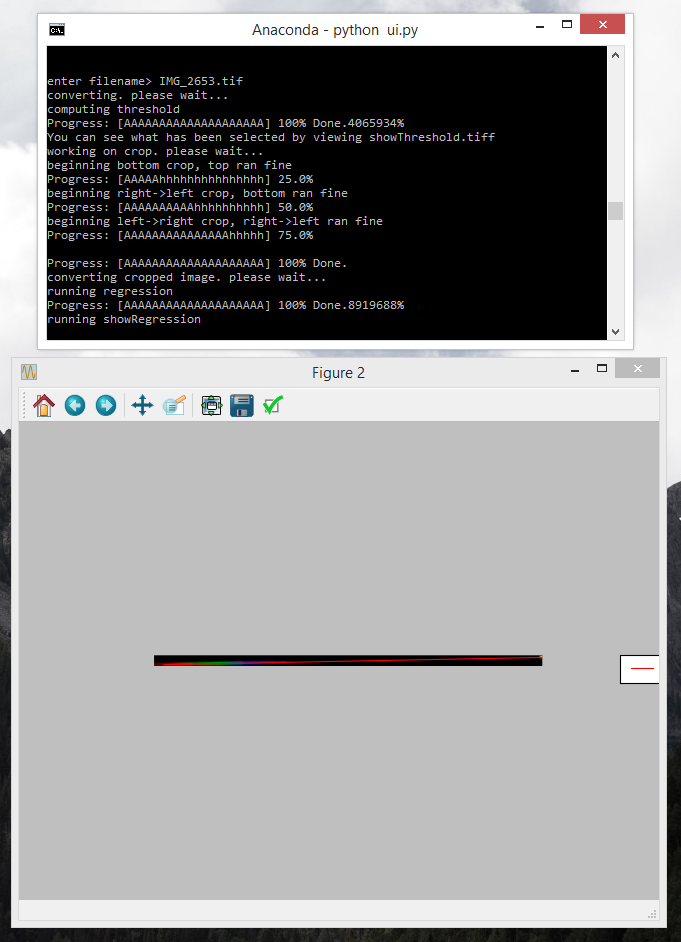 Anaconda - python ui.py
C:\.
enter filename> IMG_2653.tif
converting. please wait...
computing threshold
Progress: [AAAAAAAAAAAAAAAAAAAA] 100% Done.4065934%
You can see what has been selected by viewing showThreshold.tiff
working on crop. please wait...
beginning bottom crop, top ran fine
Progress: [AAAAAhhhhhhhhhhhhhhh] 25.0%
beginning right->left crop, bottom ran fine
Progress: [AAAAAAAAAAhhhhhhhhhh] 50.0%
beginning left->right crop, right->left ran fine
Progress: [AAAAAAAAAAAAAAAhhhhh] 75.0%
Progress: [AAAAAAAAAAAAAAAAAAAA] 100% Done.
converting cropped image. please wait...
running regression
Progress: [AAAAAAAAAAAAAAAAAAAA] 100% Done.8919688%
running showRegression
Figure 2